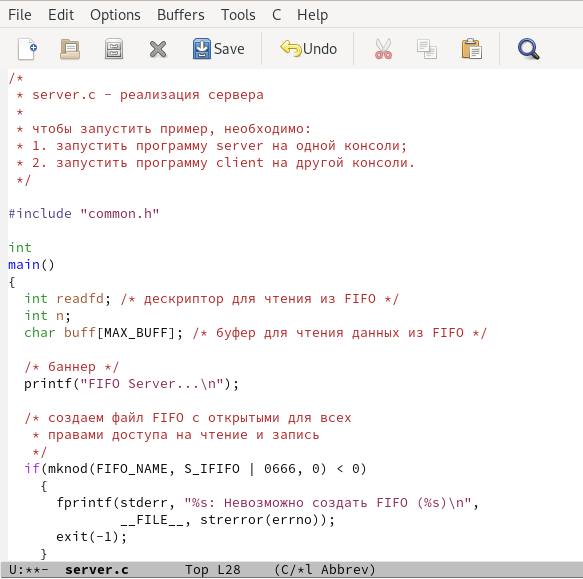 File Edit Options Buffers Tools C Help
Save Undo
/*
 * server.c - реализация сервера
 *
 * чтобы запустить пример, необходимо:
 * 1. запустить программу server на одной консоли;
 * 2. запустить программу client на другой консоли.
 */

#include "common.h"

int
main()
{
  int readfd; /* дескриптор для чтения из FIFO */
  int n;
  char buff[MAX_BUFF]; /* буфер для чтения данных из FIFO */

  /* баннер */
  printf("FIFO Server...\n");

  /* создаем файл FIFO с открытыми для всех
   * правами доступа на чтение и запись
   */
  if(mknod(FIFO_NAME, S_IFIFO | 0666, 0) < 0)
    {
      fprintf(stderr, "%s: Невозможно создать FIFO (%s)\n",
              __FILE__, strerror(errno));
      exit(-1);
    }
U:**-  server.c       Top L28    (C/*l Abbrev)